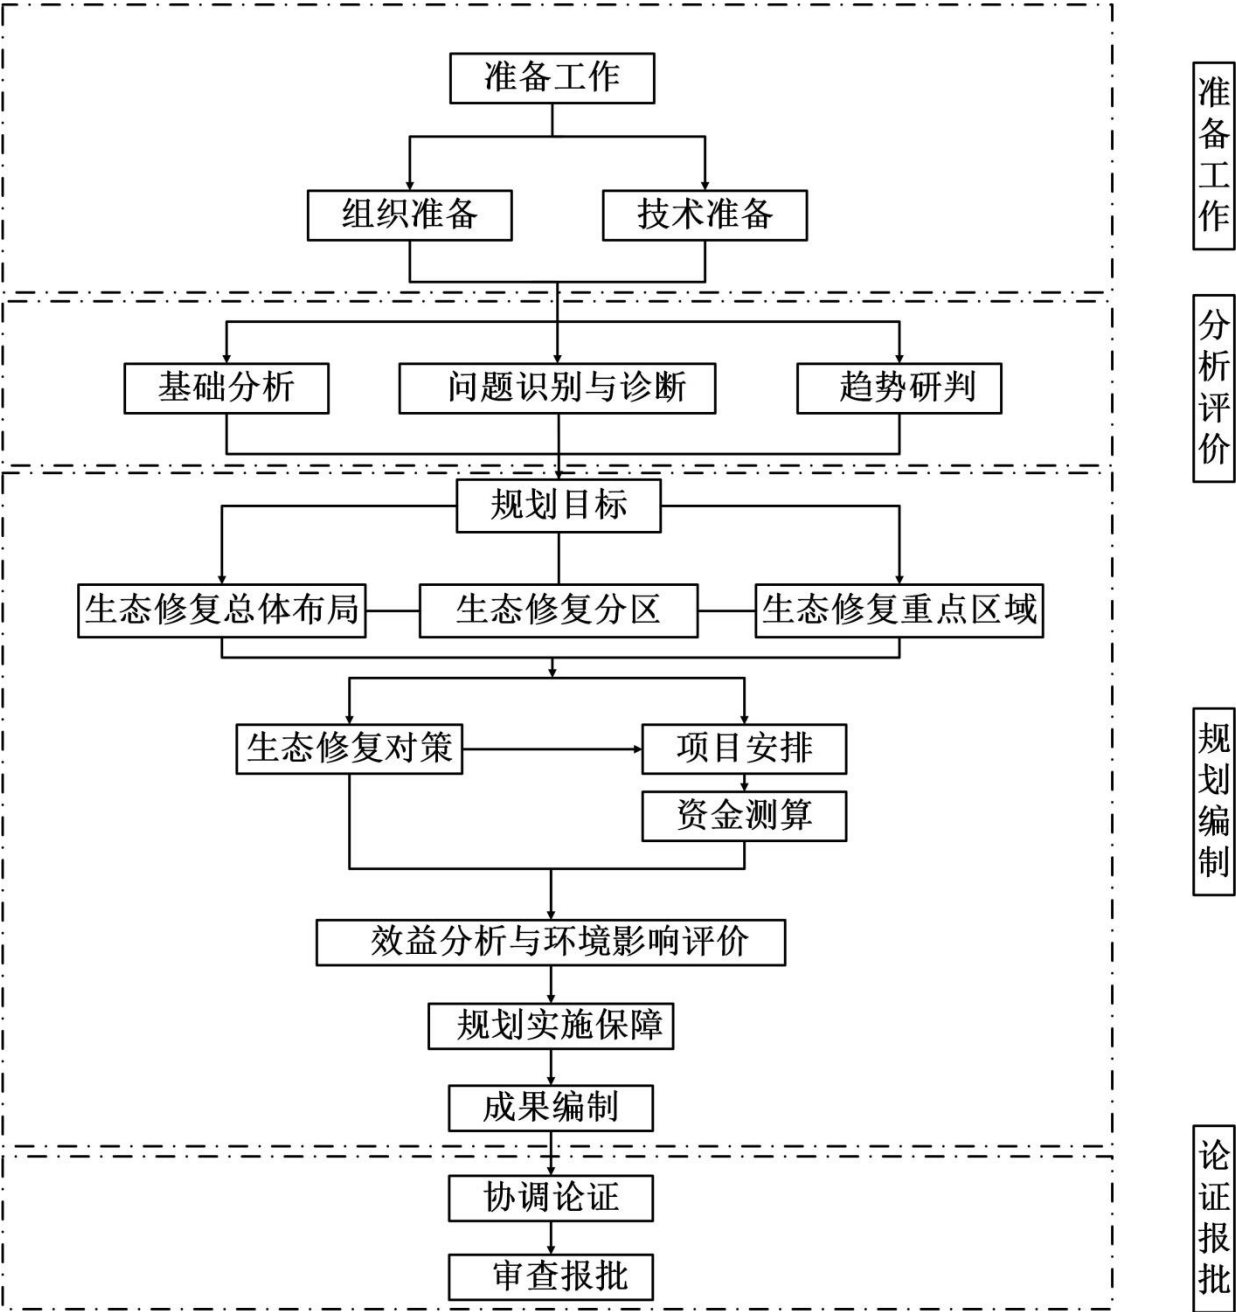 准备工作
组织准备
技术准备
准备工作
基础分析
问题识别与诊断
趋势研判
分析评价
规划目标
生态修复总体布局
生态修复分区
生态修复重点区域
生态修复对策
项目安排
资金测算
规划编制
效益分析与环境影响评价
规划实施保障
成果编制
协调论证
审查报批
论证报批